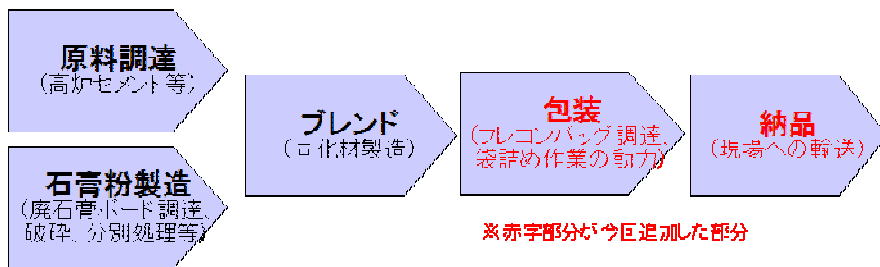 原料調達
(高炉セメント等)
石膏粉製造
(廃石膏ボード調達、
破砕、分別処理等)
ブレンド
(固化材製造)
包装
(フレコンバッグ調達、
袋詰め作業の動力)
納品
(現場への輸送)
※赤字部分が今回追加した部分